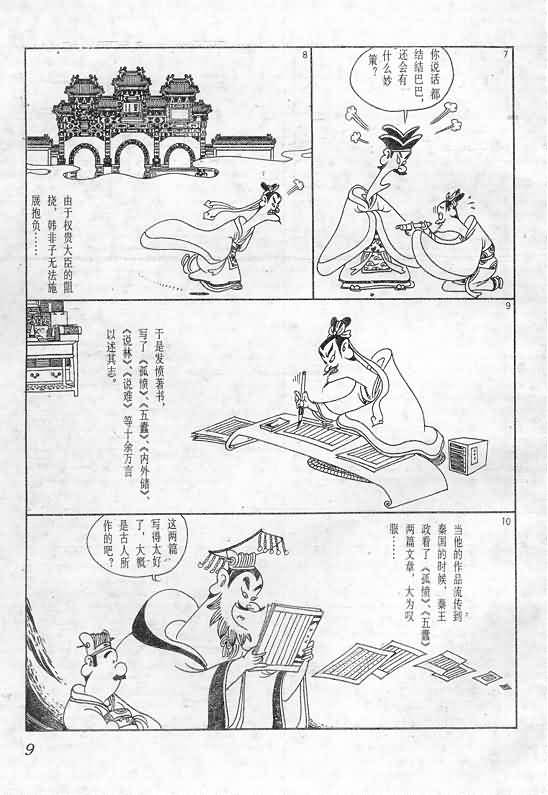 7
你说话都
结结巴巴，
还会有
什么妙
策？
8
由于权贵大臣的阻
挠，韩非子无法施
展抱负……
9
于是发愤著书，
写了《孤愤》、《五蠹》、《内外储》、
《说林》、《说难》等十余万言
以述其志。
10
当他的作品流传到
秦国的时候，秦王
政看了《孤愤》、《五蠹》
两篇文章，大为叹
服……
这两篇
写得太好
了，大概
是古人所
作的吧？
9